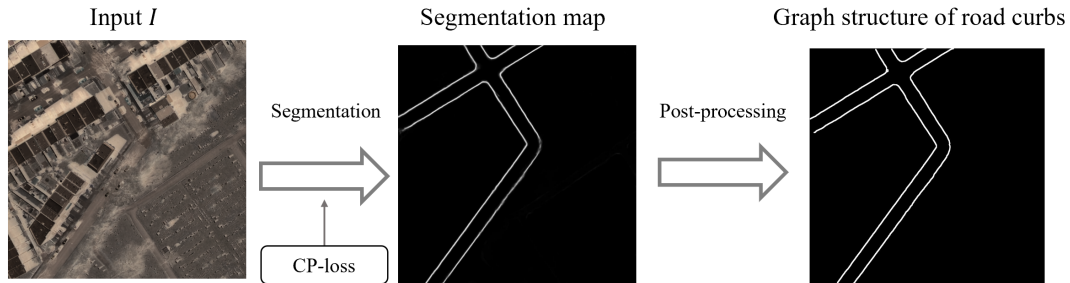 Input I
Segmentation map
Graph structure of road curbs
Segmentation
Post-processing
CP-loss